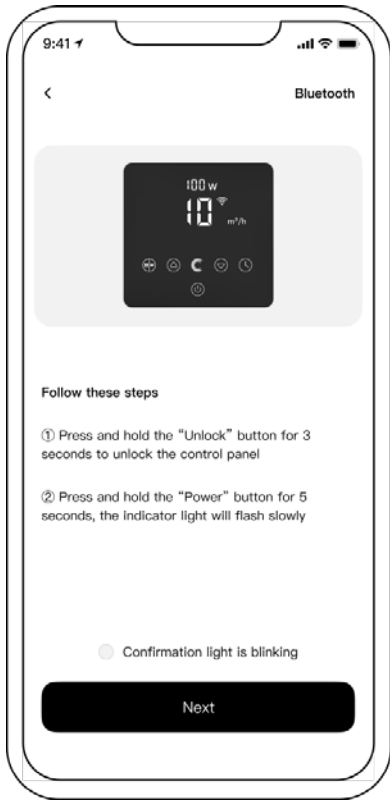 9:41
Bluetooth
100 w
10
m³/h
Follow these steps
① Press and hold the “Unlock” button for 3
seconds to unlock the control panel
② Press and hold the “Power” button for 5
seconds, the indicator light will flash slowly
Confirmation light is blinking
Next